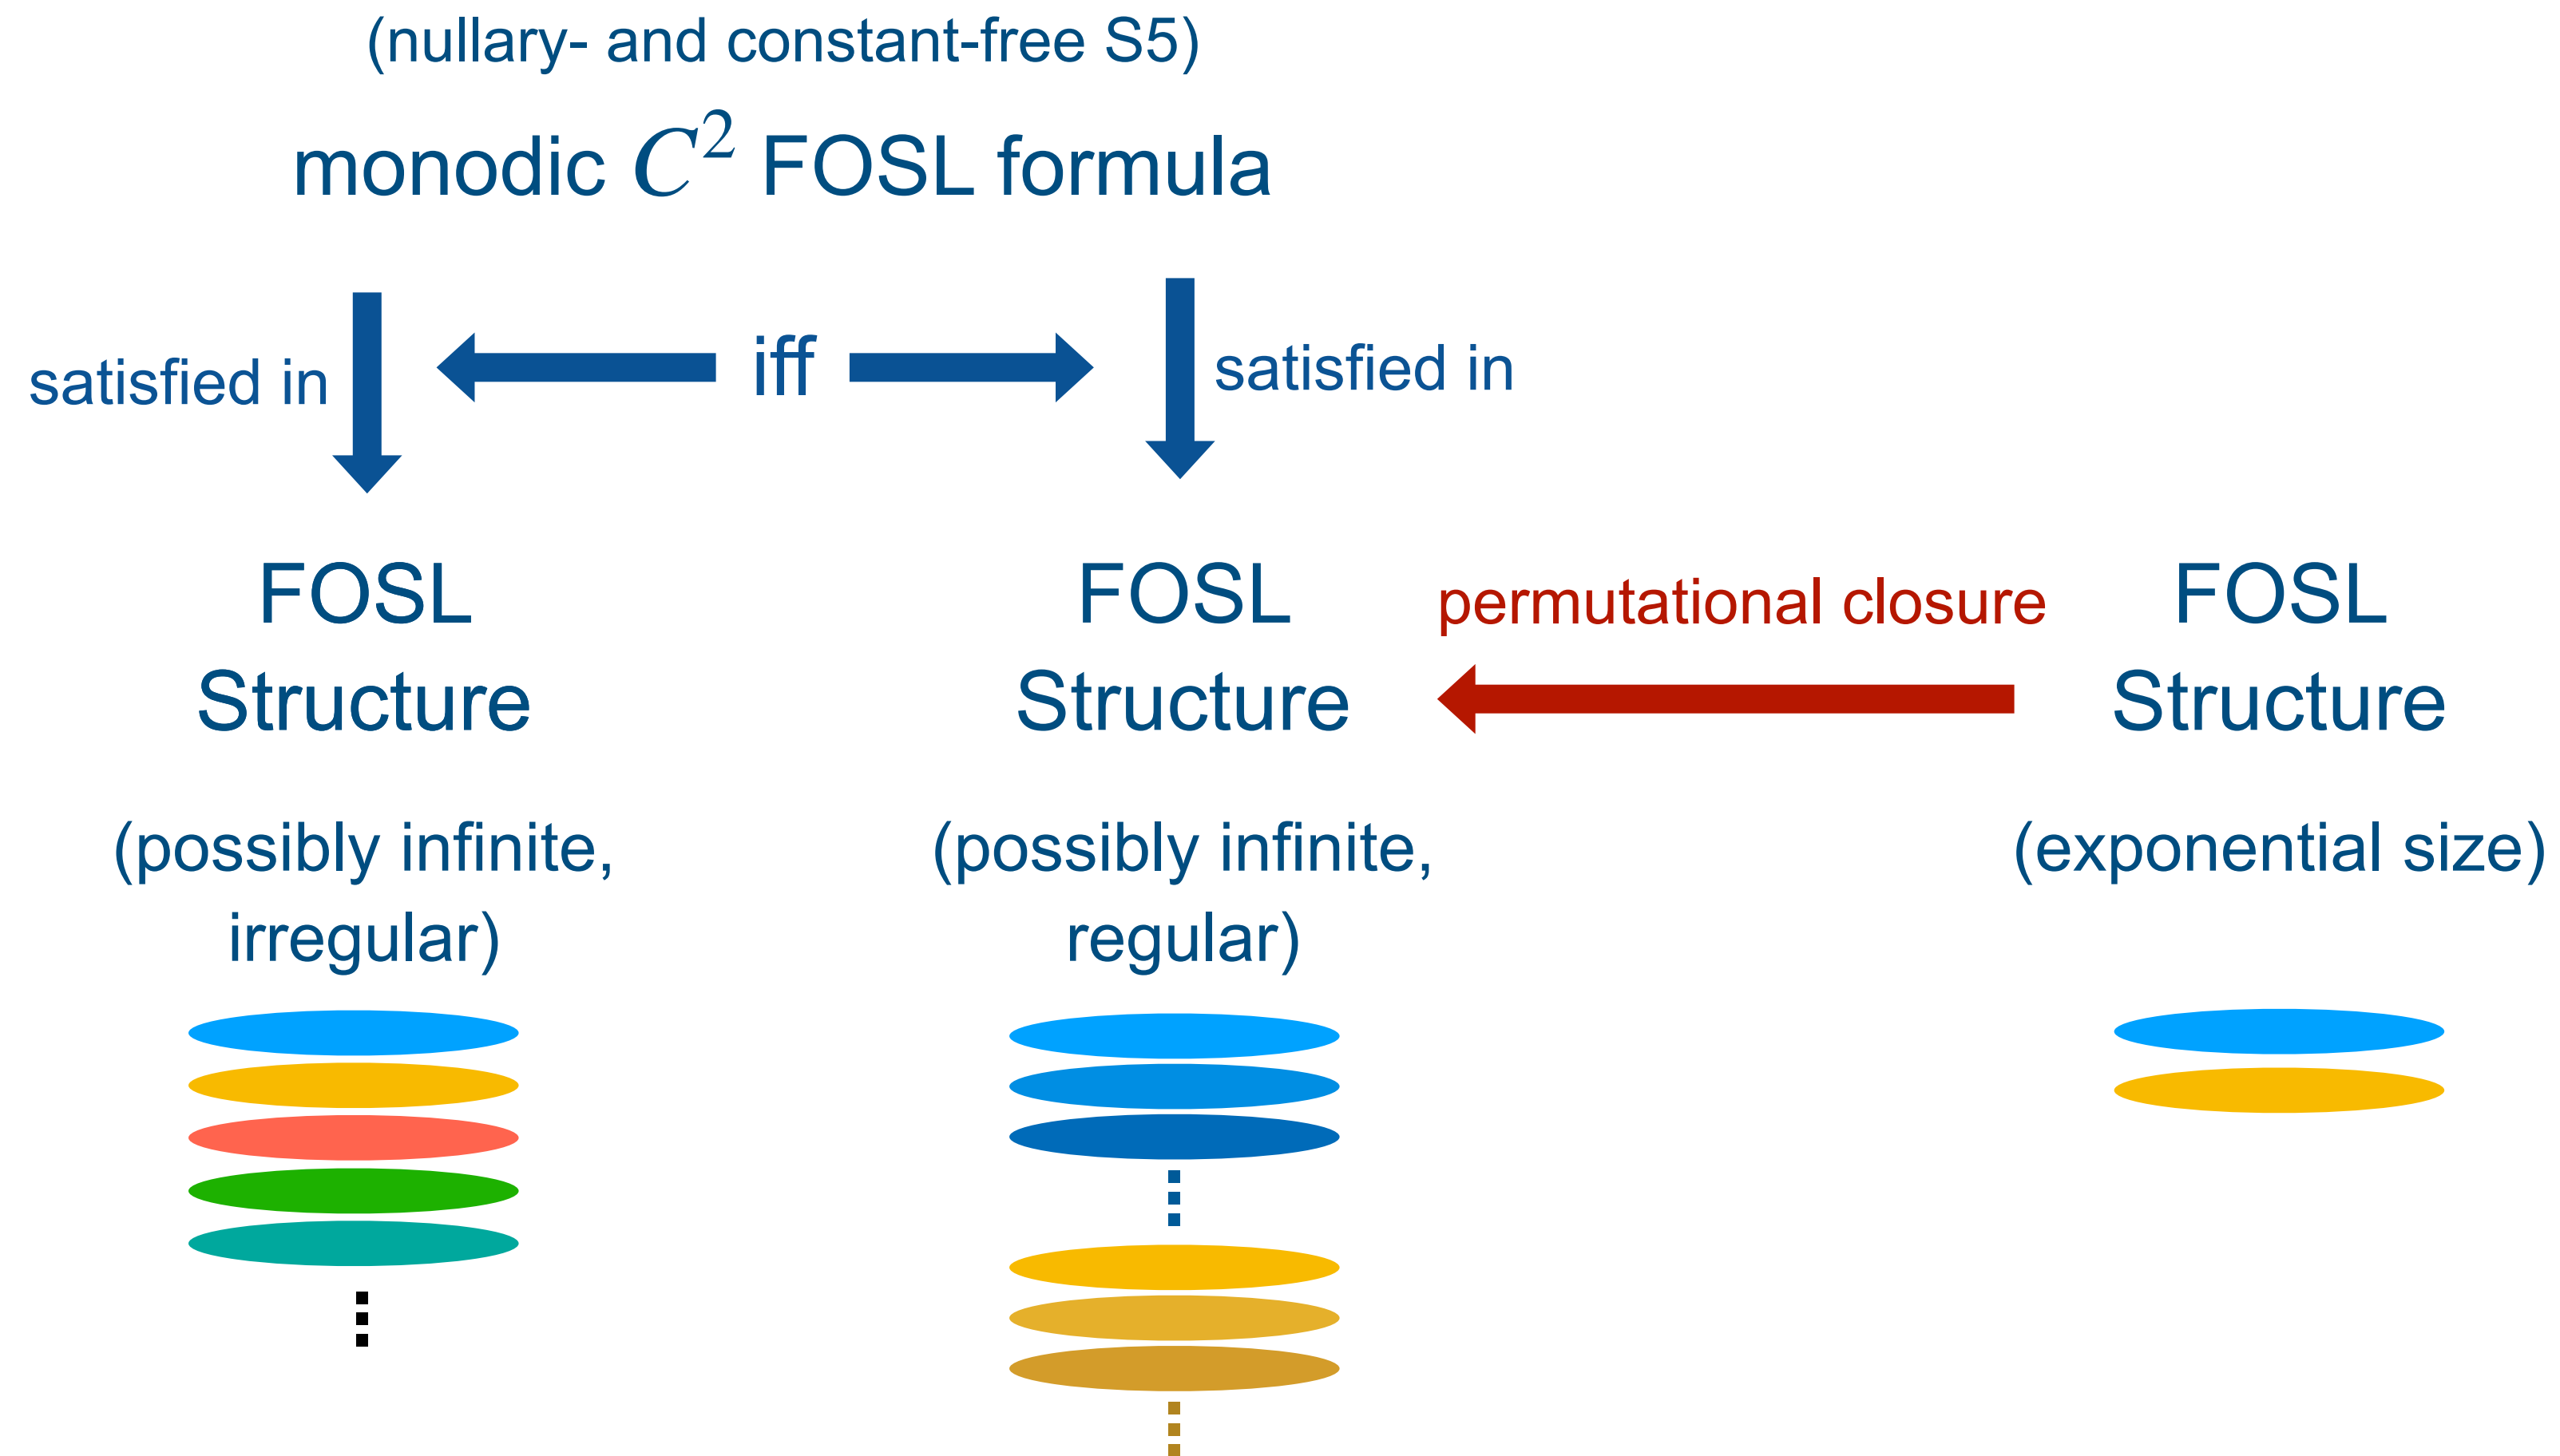 (nullary- and constant-free S5)
monodic C² FOSL formula
satisfied in
iff
satisfied in
FOSL
Structure
(possibly infinite,
irregular)
FOSL
Structure
(possibly infinite,
regular)
permutational closure
FOSL
Structure
(exponential size)